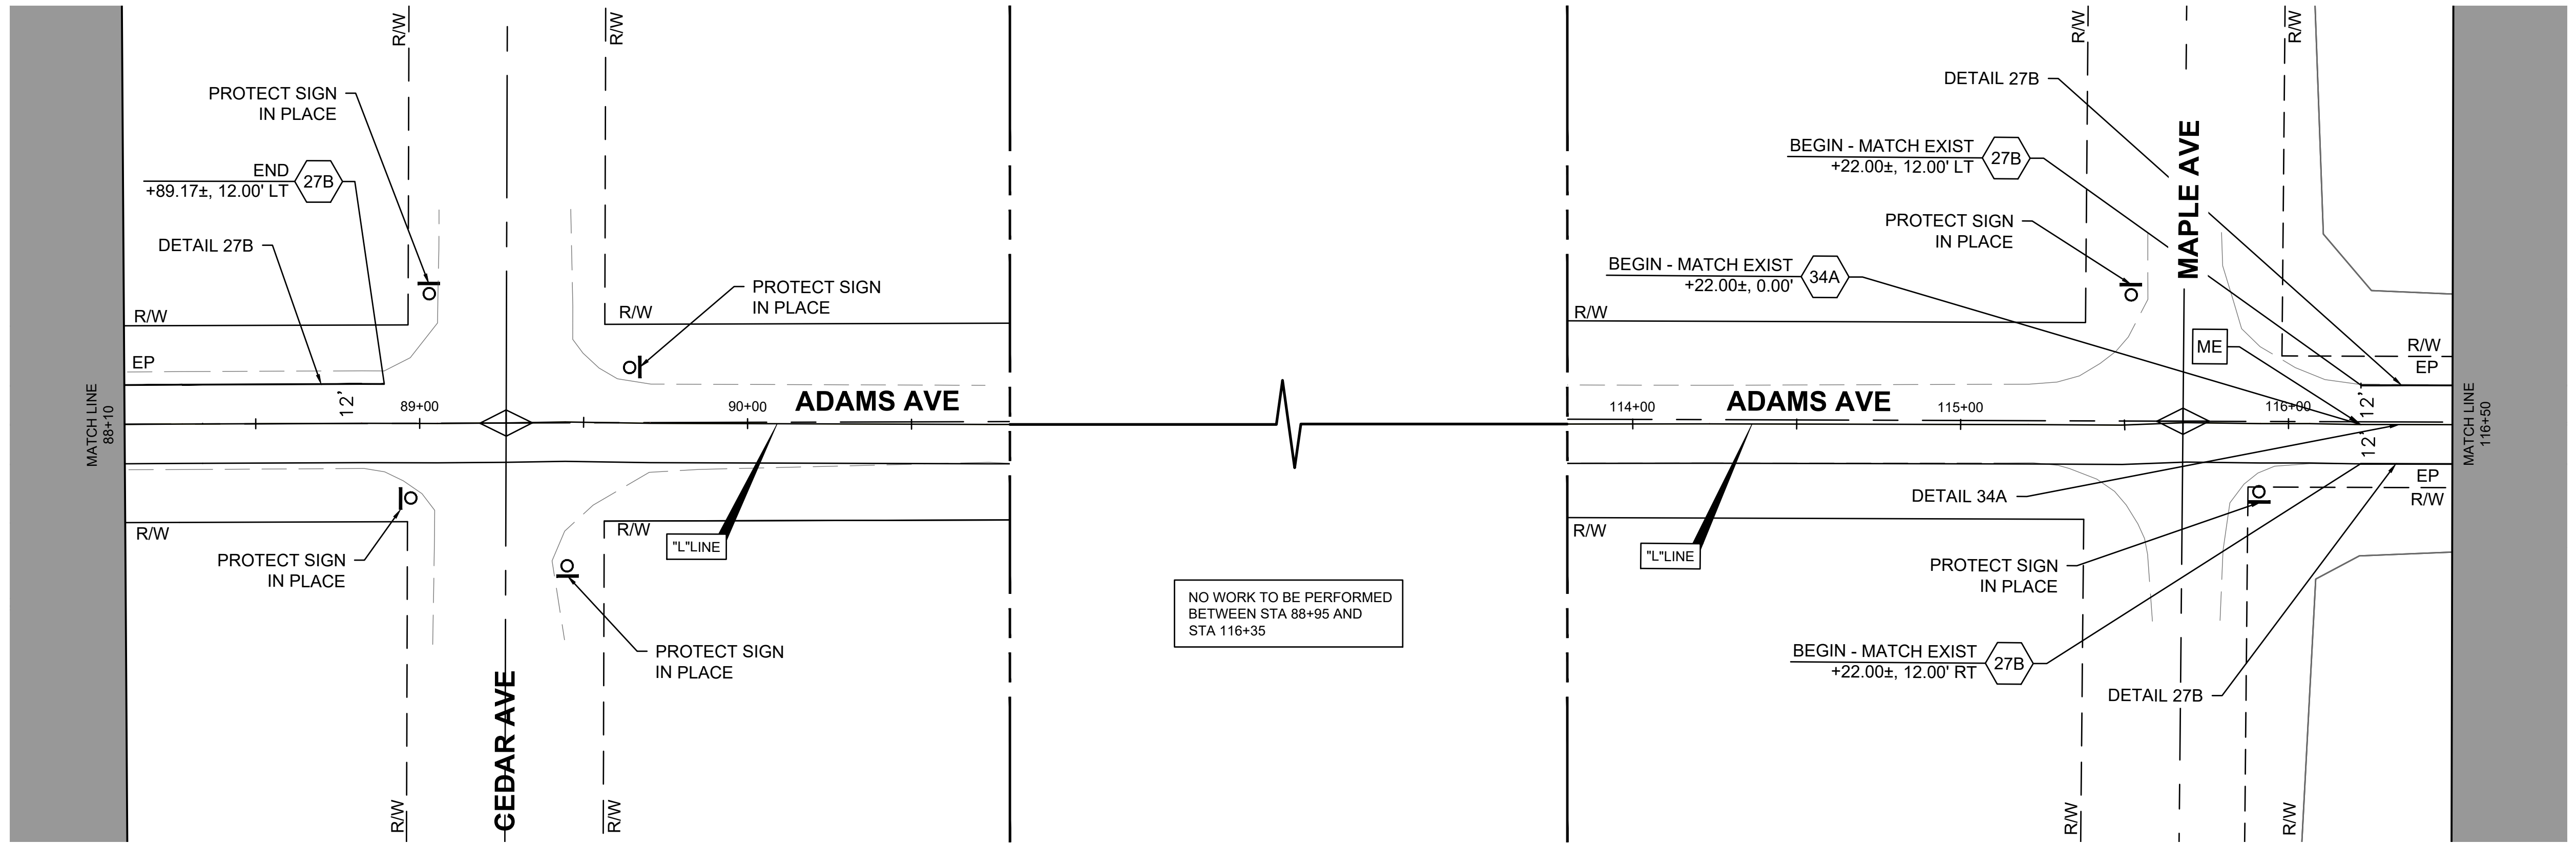 R/W
R/W
PROTECT SIGN
IN PLACE
END
+89.17±, 12.00' LT
27B
DETAIL 27B
PROTECT SIGN
IN PLACE
R/W
R/W
EP
12'
89+00
90+00
ADAMS AVE
MATCH LINE
88+10
R/W
R/W
PROTECT SIGN
IN PLACE
"L"LINE
PROTECT SIGN
IN PLACE
CEDAR AVE
R/W
R/W
NO WORK TO BE PERFORMED
BETWEEN STA 88+95 AND
STA 116+35
R/W
R/W
DETAIL 27B
BEGIN - MATCH EXIST
+22.00±, 12.00' LT
27B
MAPLE AVE
PROTECT SIGN
IN PLACE
BEGIN - MATCH EXIST
+22.00±, 0.00'
34A
R/W
ME
R/W
EP
114+00
ADAMS AVE
115+00
116+00
12'
12'
MATCH LINE
116+50
EP
R/W
DETAIL 34A
R/W
"L"LINE
PROTECT SIGN
IN PLACE
BEGIN - MATCH EXIST
+22.00±, 12.00' RT
27B
DETAIL 27B
R/W
R/W